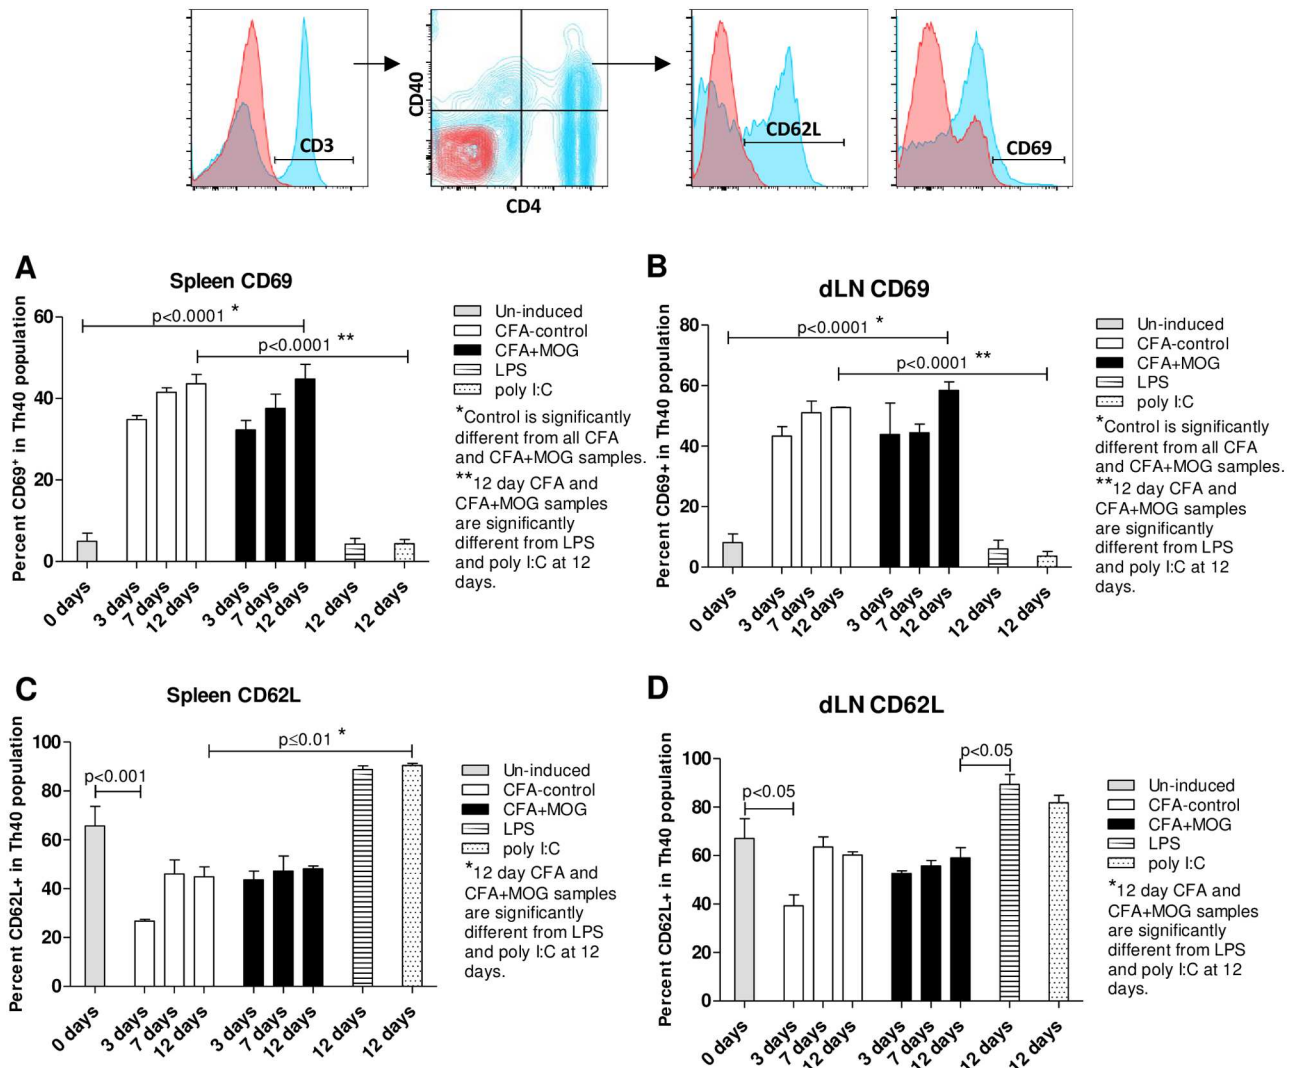 CD3
CD40
CD4
CD62L
CD69
A
Spleen CD69
Percent CD69+ in Th40 population
60
40
20
0
p<0.0001 *
p<0.0001 **
0 days
3 days
7 days
12 days
3 days
7 days
12 days
12 days
12 days
Un-induced
CFA-control
CFA+MOG
LPS
poly I:C
*Control is significantly
different from all CFA
and CFA+MOG samples.
**12 day CFA and
CFA+MOG samples
are significantly
different from LPS
and poly I:C at 12
days.
B
dLN CD69
Percent CD69+ in Th40 population
80
60
40
20
0
p<0.0001 *
p<0.0001 **
0 days
3 days
7 days
12 days
3 days
7 days
12 days
12 days
12 days
Un-induced
CFA-control
CFA+MOG
LPS
poly I:C
*Control is significantly
different from all CFA
and CFA+MOG samples.
**12 day CFA and
CFA+MOG samples
are significantly
different from LPS
and poly I:C at 12
days.
C
Spleen CD62L
Percent CD62L+ in Th40 population
100
80
60
40
20
0
p<0.001
p≤0.01 *
0 days
3 days
7 days
12 days
3 days
7 days
12 days
12 days
12 days
Un-induced
CFA-control
CFA+MOG
LPS
poly I:C
*12 day CFA and
CFA+MOG samples
are significantly
different from LPS
and poly I:C at 12
days.
D
dLN CD62L
Percent CD62L+ in Th40 population
100
80
60
40
20
0
p<0.05
p<0.05
0 days
3 days
7 days
12 days
3 days
7 days
12 days
12 days
12 days
Un-induced
CFA-control
CFA+MOG
LPS
poly I:C
*12 day CFA and
CFA+MOG samples
are significantly
different from LPS
and poly I:C at 12
days.